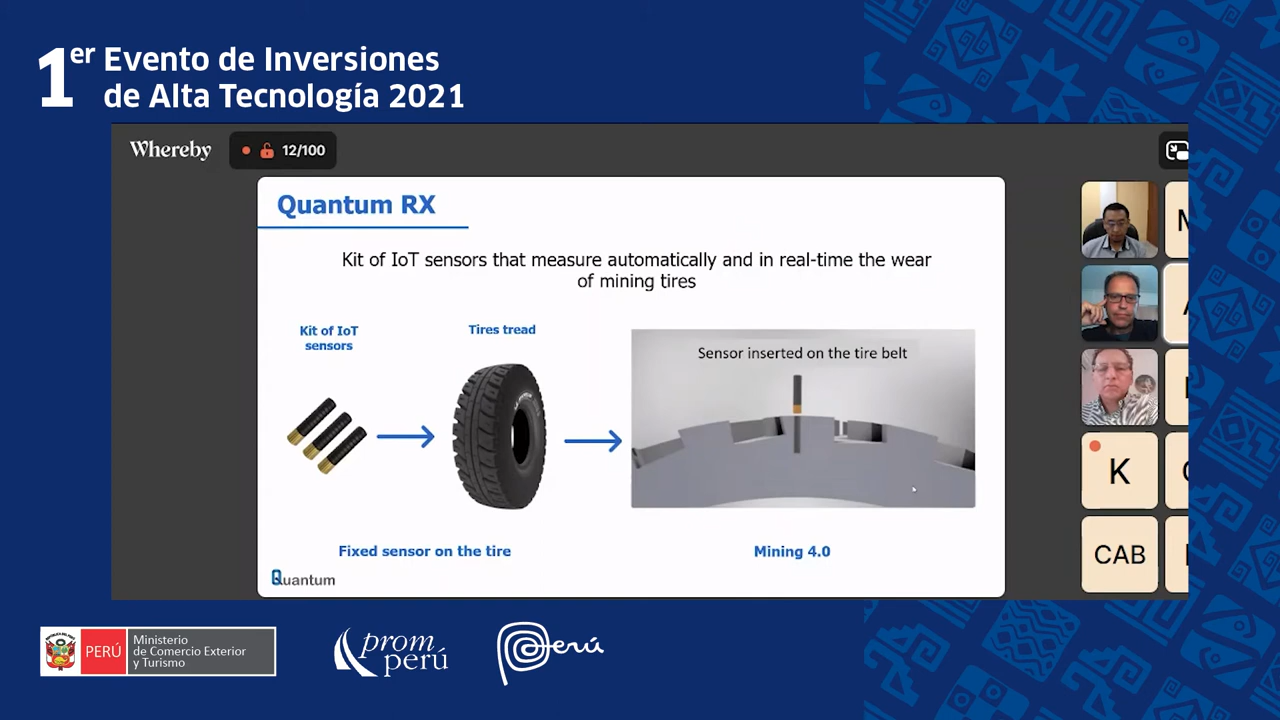 1er Evento de Inversiones
de Alta Tecnología 2021
Whereby
12/100
Quantum RX
Kit of IoT sensors that measure automatically and in real-time the wear
of mining tires
Kit of IoT
sensors
Tires tread
Sensor inserted on the tire belt
Fixed sensor on the tire
Mining 4.0
Quantum
K
CAB
PERÚ
Ministerio
de Comercio Exterior
y Turismo
prom
perú
Perú